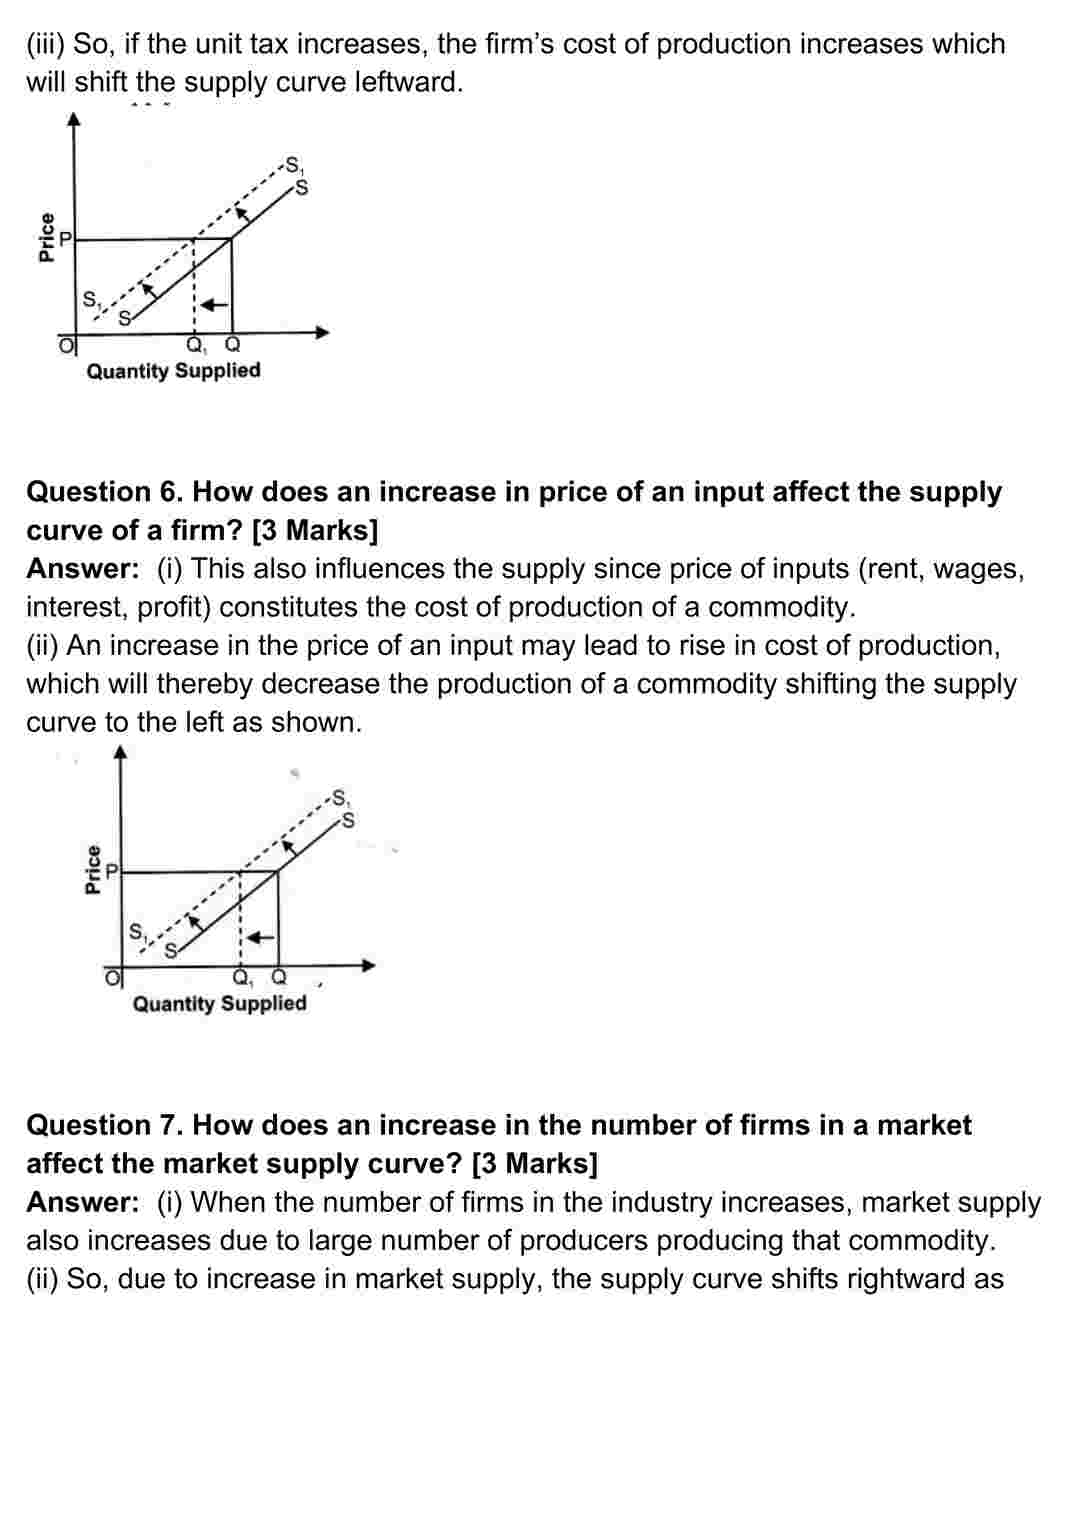 (iii) So, if the unit tax increases, the firm’s cost of production increases which
will shift the supply curve leftward.
S₁
S
Price
P
S₁
S
O
Q₁ Q
Quantity Supplied
Question 6. How does an increase in price of an input affect the supply
curve of a firm? [3 Marks]
Answer: (i) This also influences the supply since price of inputs (rent, wages,
interest, profit) constitutes the cost of production of a commodity.
(ii) An increase in the price of an input may lead to rise in cost of production,
which will thereby decrease the production of a commodity shifting the supply
curve to the left as shown.
S₁
S
Price
P
S₁
S
O
Q₁ Q
Quantity Supplied
Question 7. How does an increase in the number of firms in a market
affect the market supply curve? [3 Marks]
Answer: (i) When the number of firms in the industry increases, market supply
also increases due to large number of producers producing that commodity.
(ii) So, due to increase in market supply, the supply curve shifts rightward as